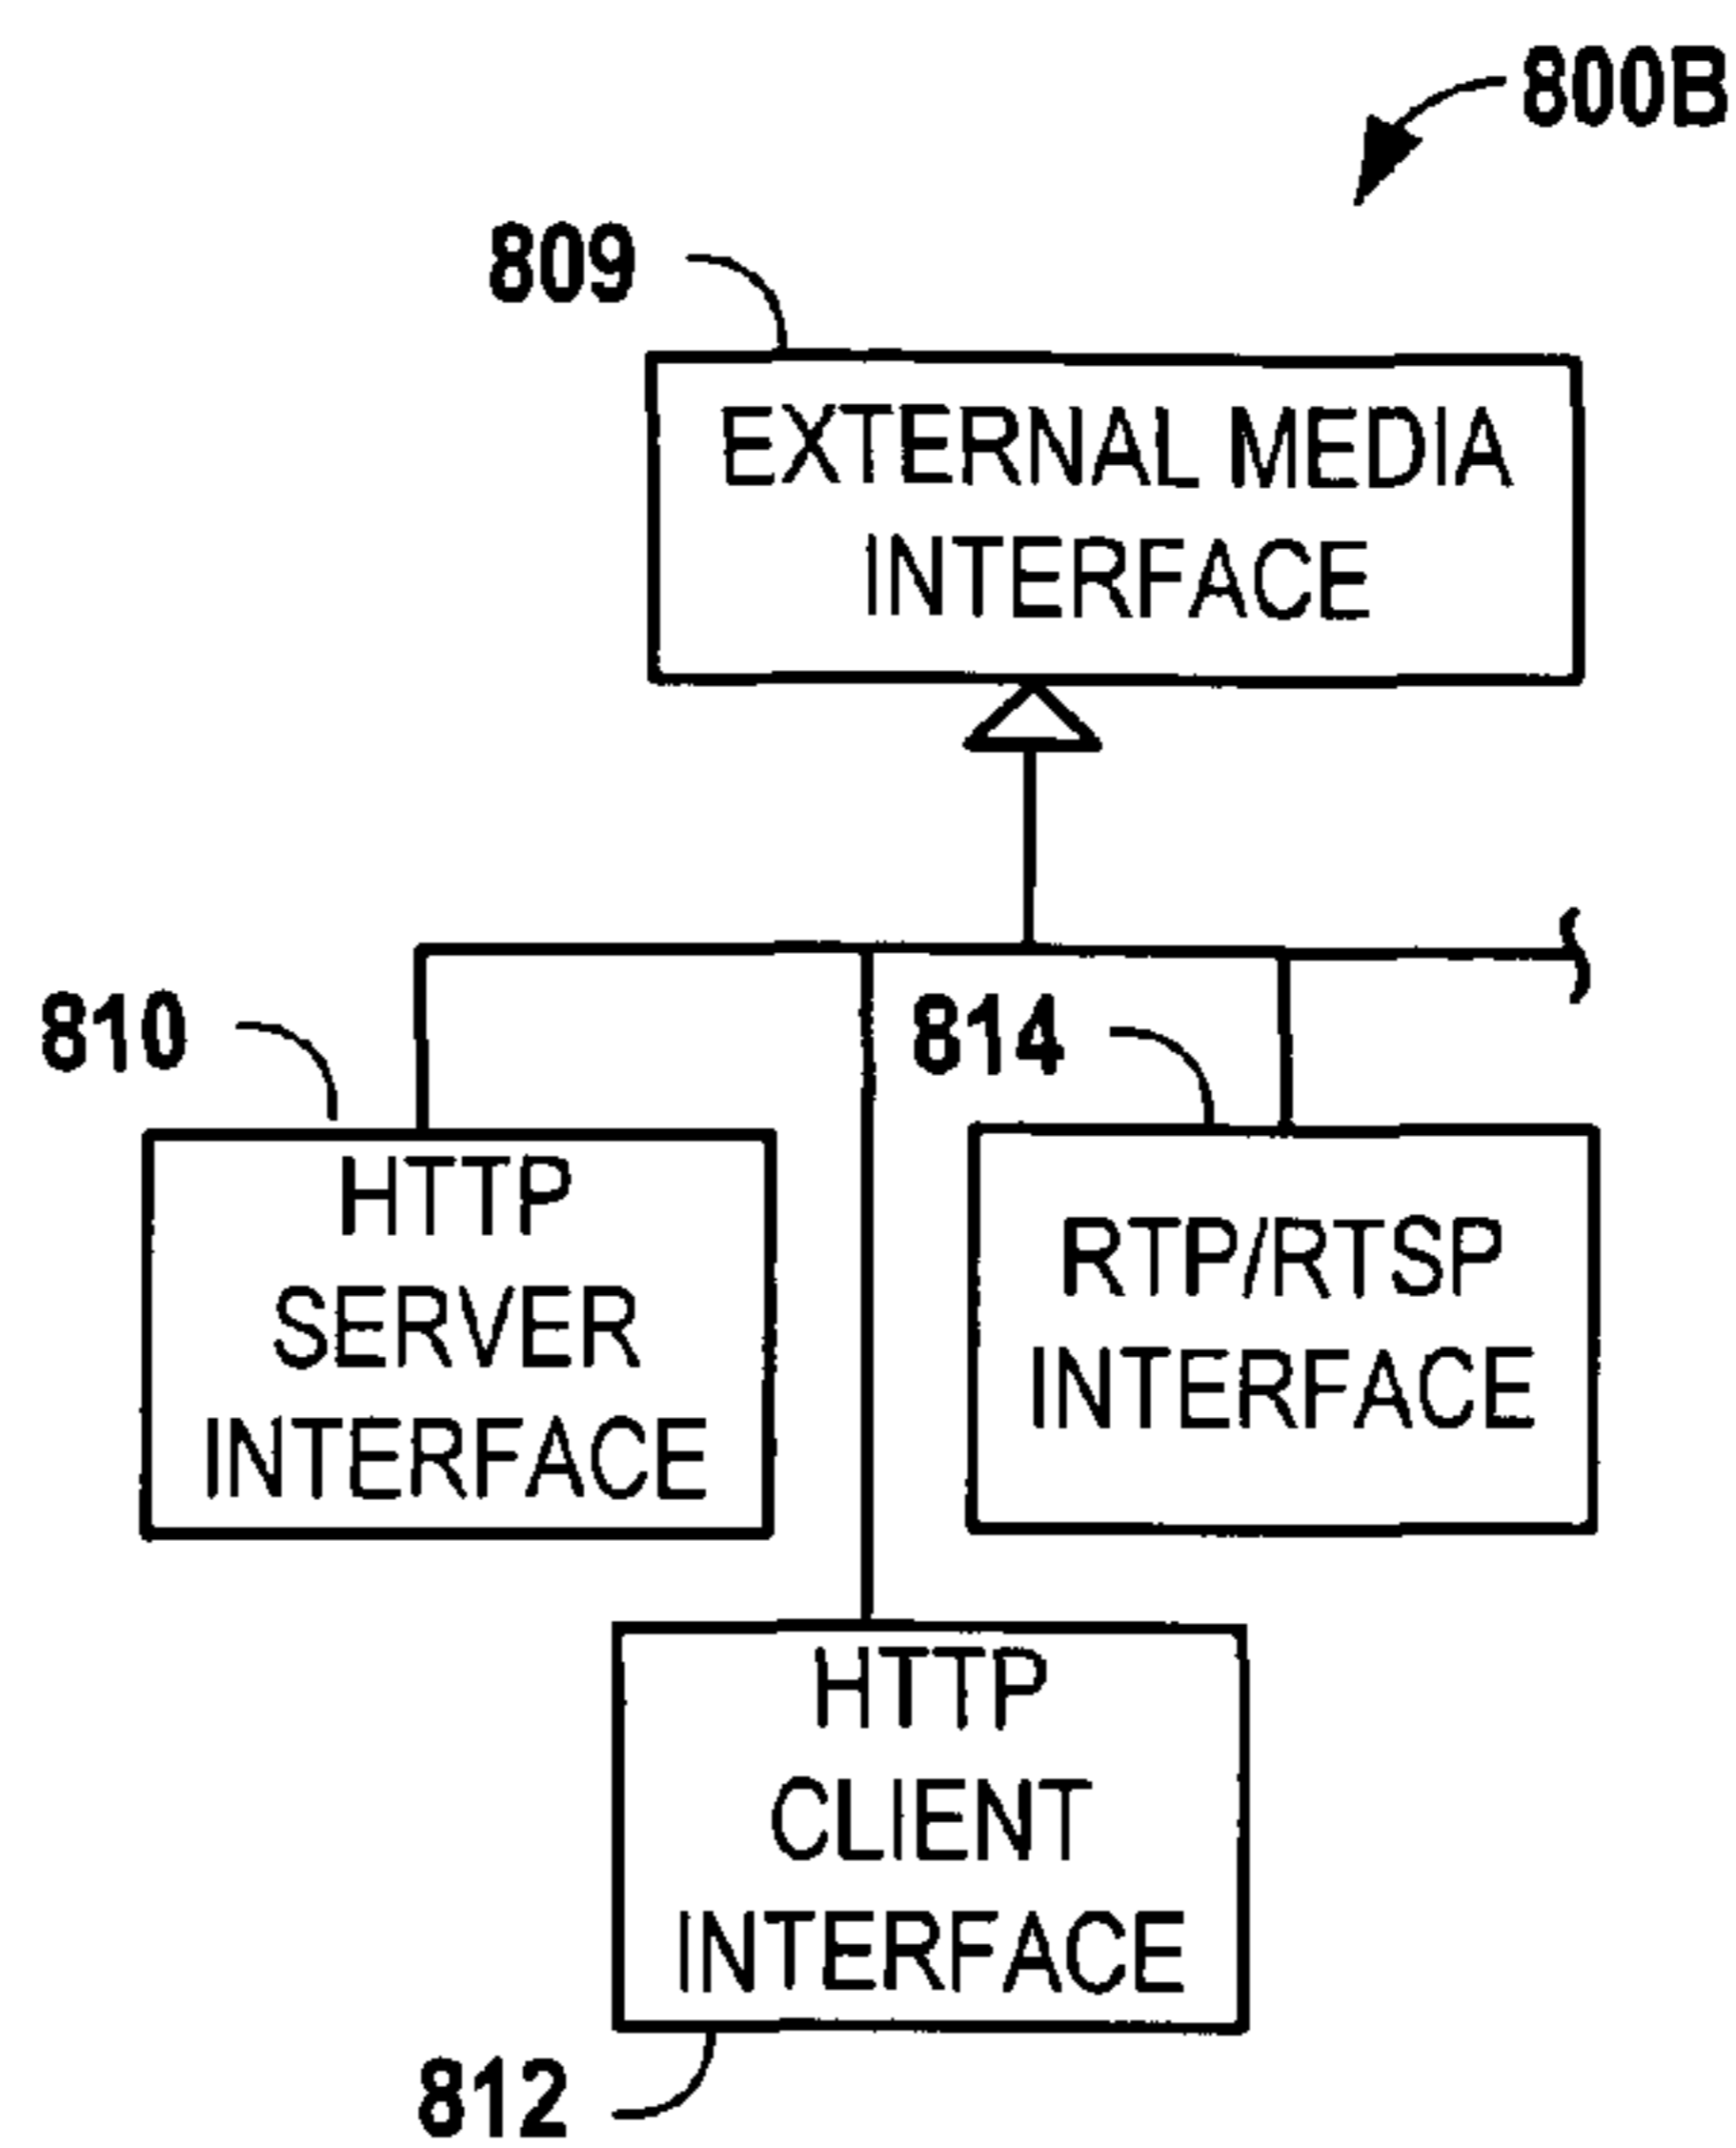 800B
809
EXTERNAL MEDIA
INTERFACE
810
HTTP
SERVER
INTERFACE
814
RTP/RTSP
INTERFACE
HTTP
CLIENT
INTERFACE
812